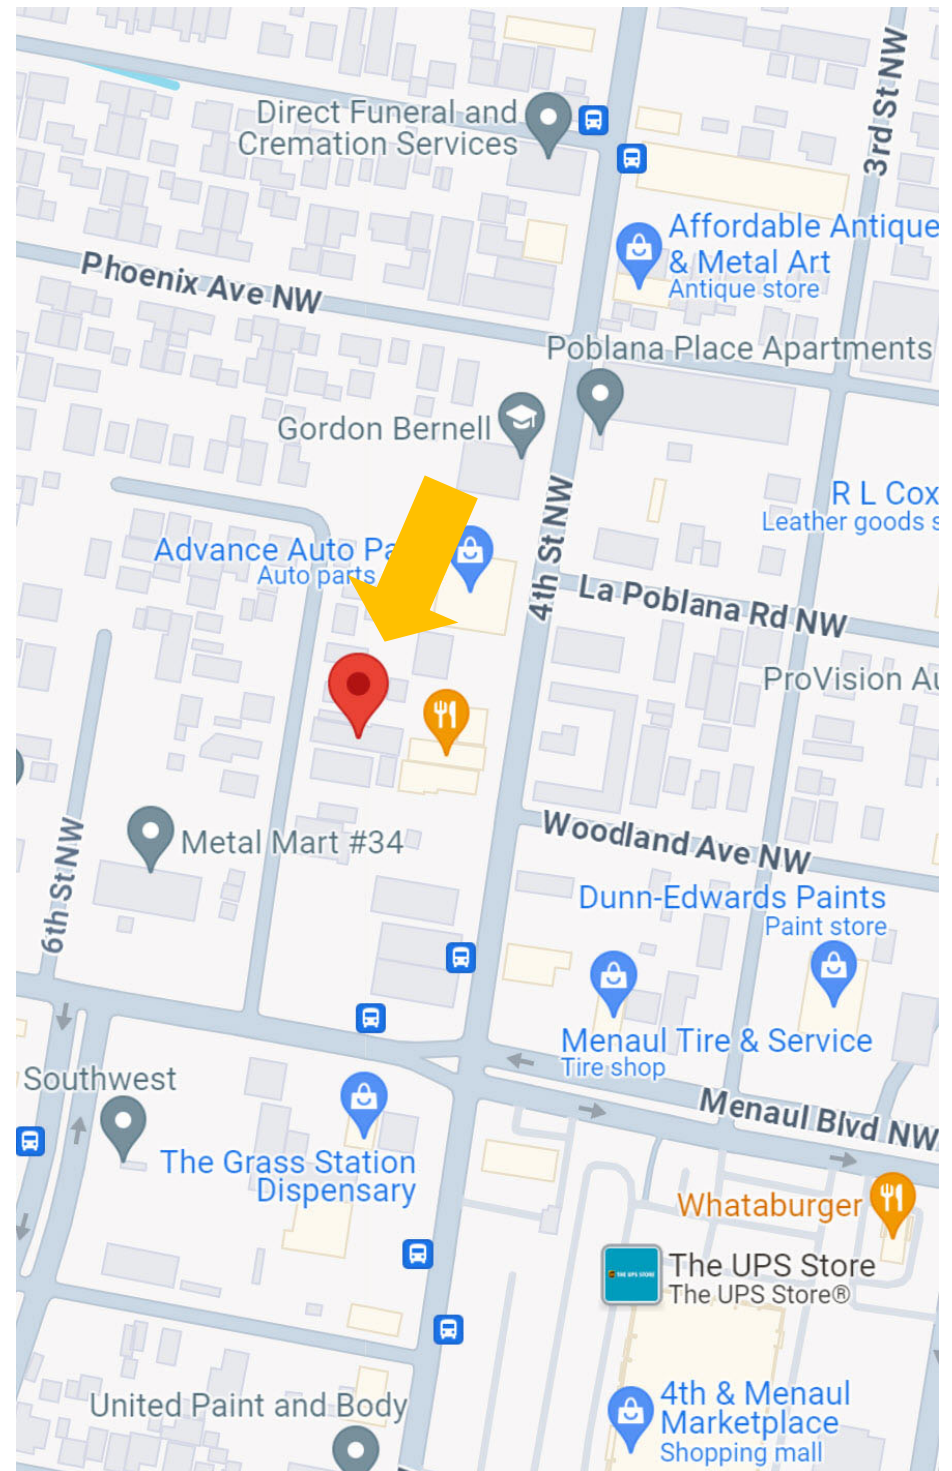 3rd St NW
Direct Funeral and
Cremation Services
Affordable Antique
& Metal Art
Antique store
Phoenix Ave NW
Poblana Place Apartments
Gordon Bernell
R L Cox
Leather goods s
4th St NW
Advance Auto Pa
Auto parts
La Poblana Rd NW
ProVision Au
Woodland Ave NW
Metal Mart #34
6th St NW
Dunn-Edwards Paints
Paint store
Menaul Tire & Service
Tire shop
Southwest
Menaul Blvd NW
The Grass Station
Dispensary
Whataburger
THE UPS STORE
The UPS Store
The UPS Store®
4th & Menaul
Marketplace
Shopping mall
United Paint and Body